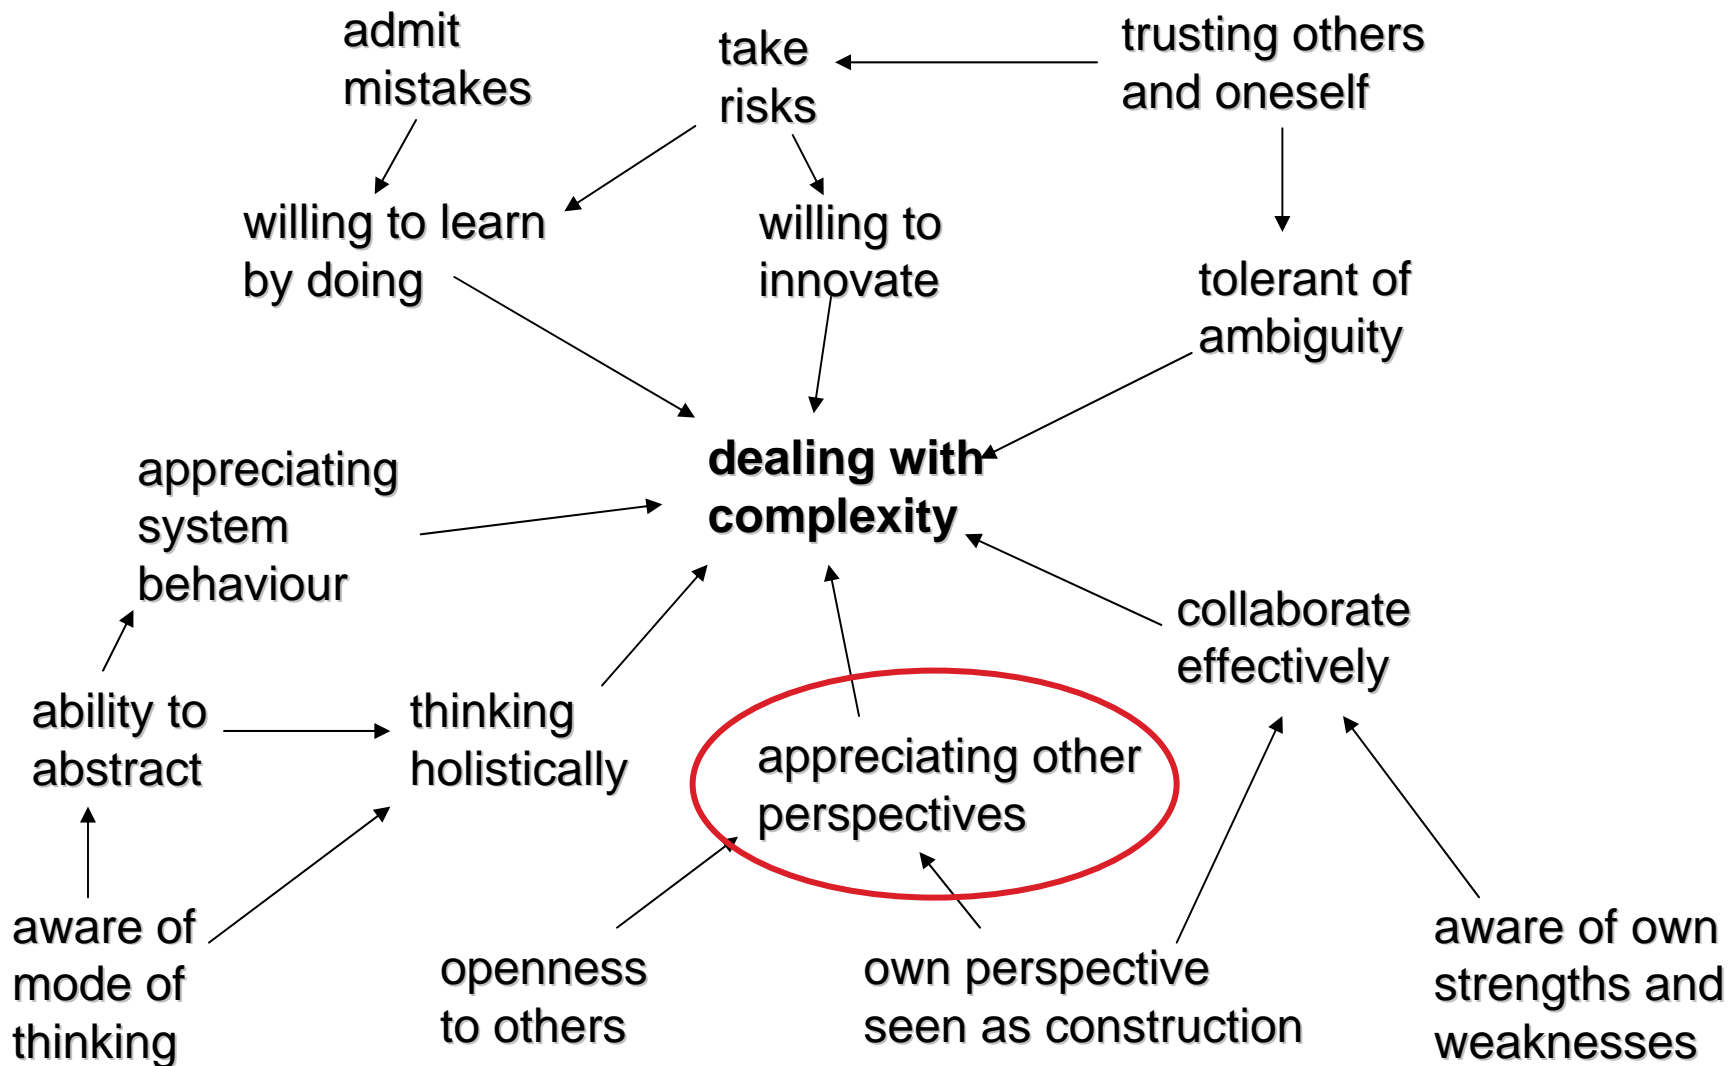 admit
mistakes
take
risks
trusting others
and oneself
willing to learn
by doing
willing to
innovate
tolerant of
ambiguity
dealing with
complexity
appreciating
system
behaviour
collaborate
effectively
ability to
abstract
thinking
holistically
appreciating other
perspectives
aware of
mode of
thinking
openness
to others
own perspective
seen as construction
aware of own
strengths and
weaknesses